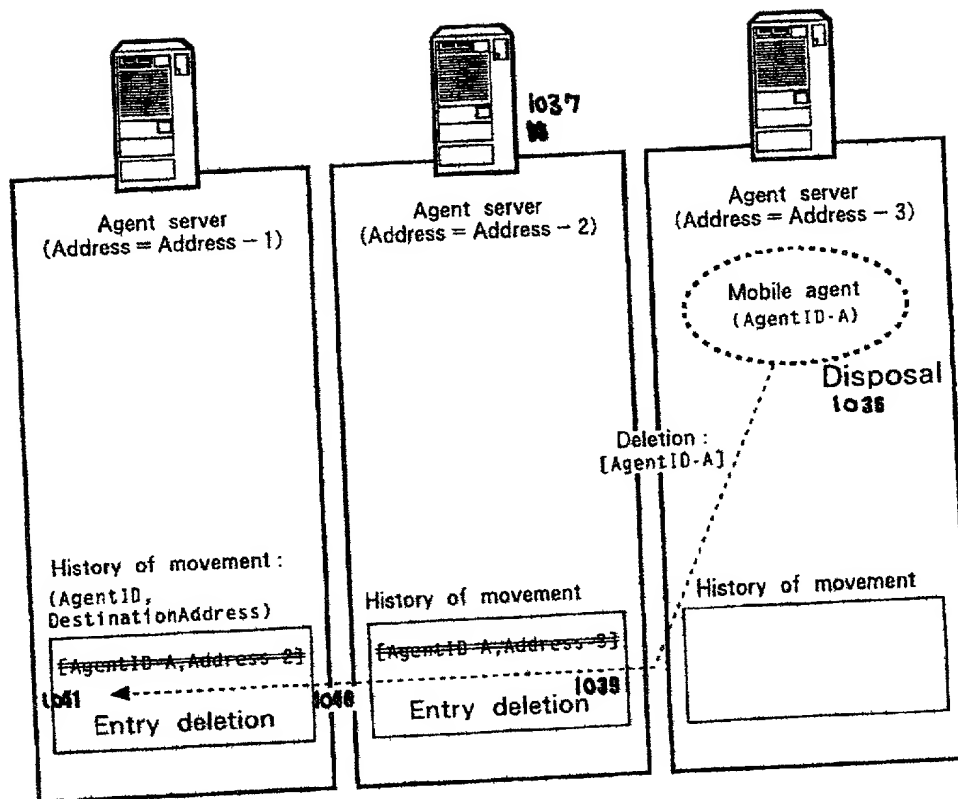 1037
Agent server
(Address = Address - 1)
Agent server
(Address = Address - 2)
Agent server
(Address = Address - 3)
Mobile agent
(AgentID-A)
Disposal
1036
Deletion :
[AgentID-A]
History of movement :
(AgentID,
DestinationAddress)
[AgentID-A,Address-2]
1041
Entry deletion
1040
History of movement
[AgentID-A,Address-3]
1039
Entry deletion
History of movement